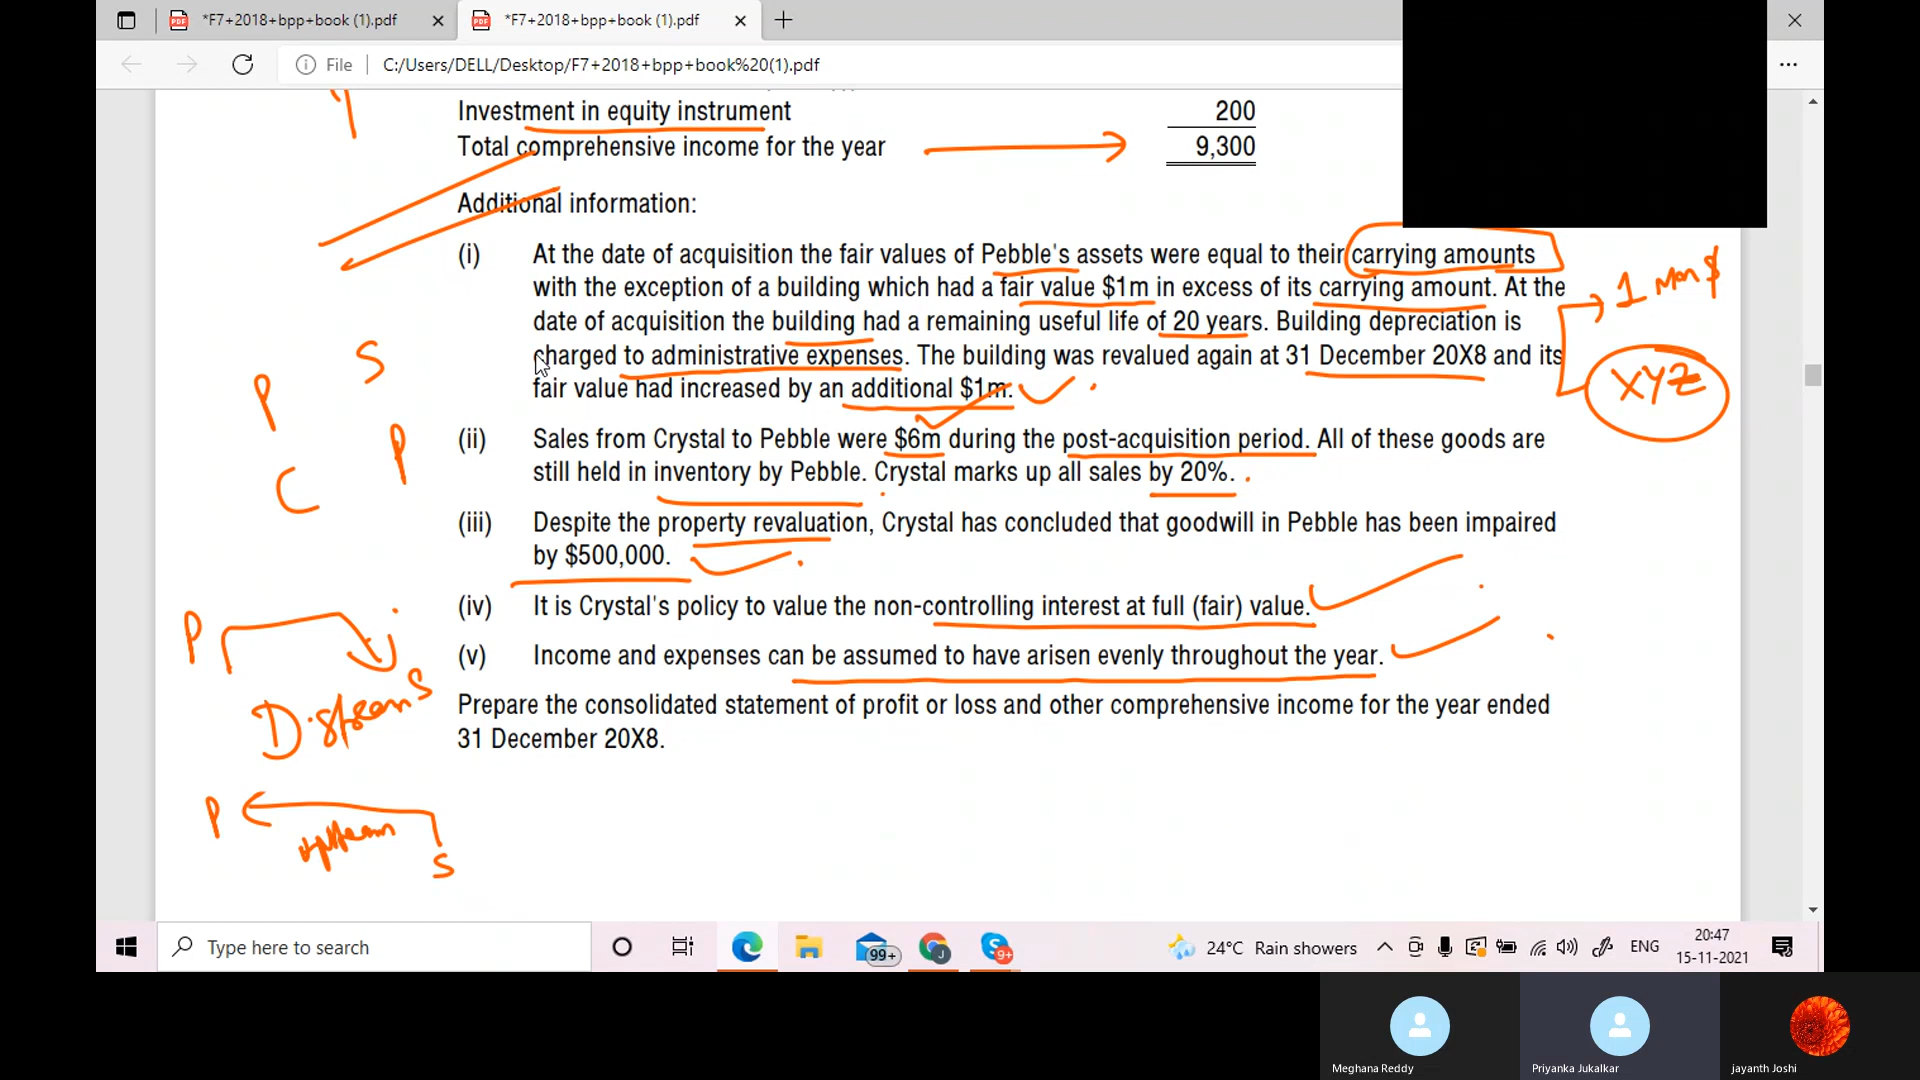 *F7+2018+bpp+book (1).pdf
*F7+2018+bpp+book (1).pdf
File
C:/Users/DELL/Desktop/F7+2018+bpp+book%20(1).pdf
Investment in equity instrument 200
Total comprehensive income for the year 9,300
Additional information:
(i) At the date of acquisition the fair values of Pebble's assets were equal to their carrying amounts
with the exception of a building which had a fair value $1m in excess of its carrying amount. At the
date of acquisition the building had a remaining useful life of 20 years. Building depreciation is
charged to administrative expenses. The building was revalued again at 31 December 20X8 and its
fair value had increased by an additional $1m.
1 Mon $
XYZ
(ii) Sales from Crystal to Pebble were $6m during the post-acquisition period. All of these goods are
still held in inventory by Pebble. Crystal marks up all sales by 20%.
(iii) Despite the property revaluation, Crystal has concluded that goodwill in Pebble has been impaired
by $500,000.
(iv) It is Crystal's policy to value the non-controlling interest at full (fair) value.
(v) Income and expenses can be assumed to have arisen evenly throughout the year.
Prepare the consolidated statement of profit or loss and other comprehensive income for the year ended
31 December 20X8.
P S
C P
P
S
D.stream
P
upstream
S
Type here to search
99+
9+
24°C Rain showers
ENG
20:47
15-11-2021
Meghana Reddy
Priyanka Jukalkar
jayanth Joshi